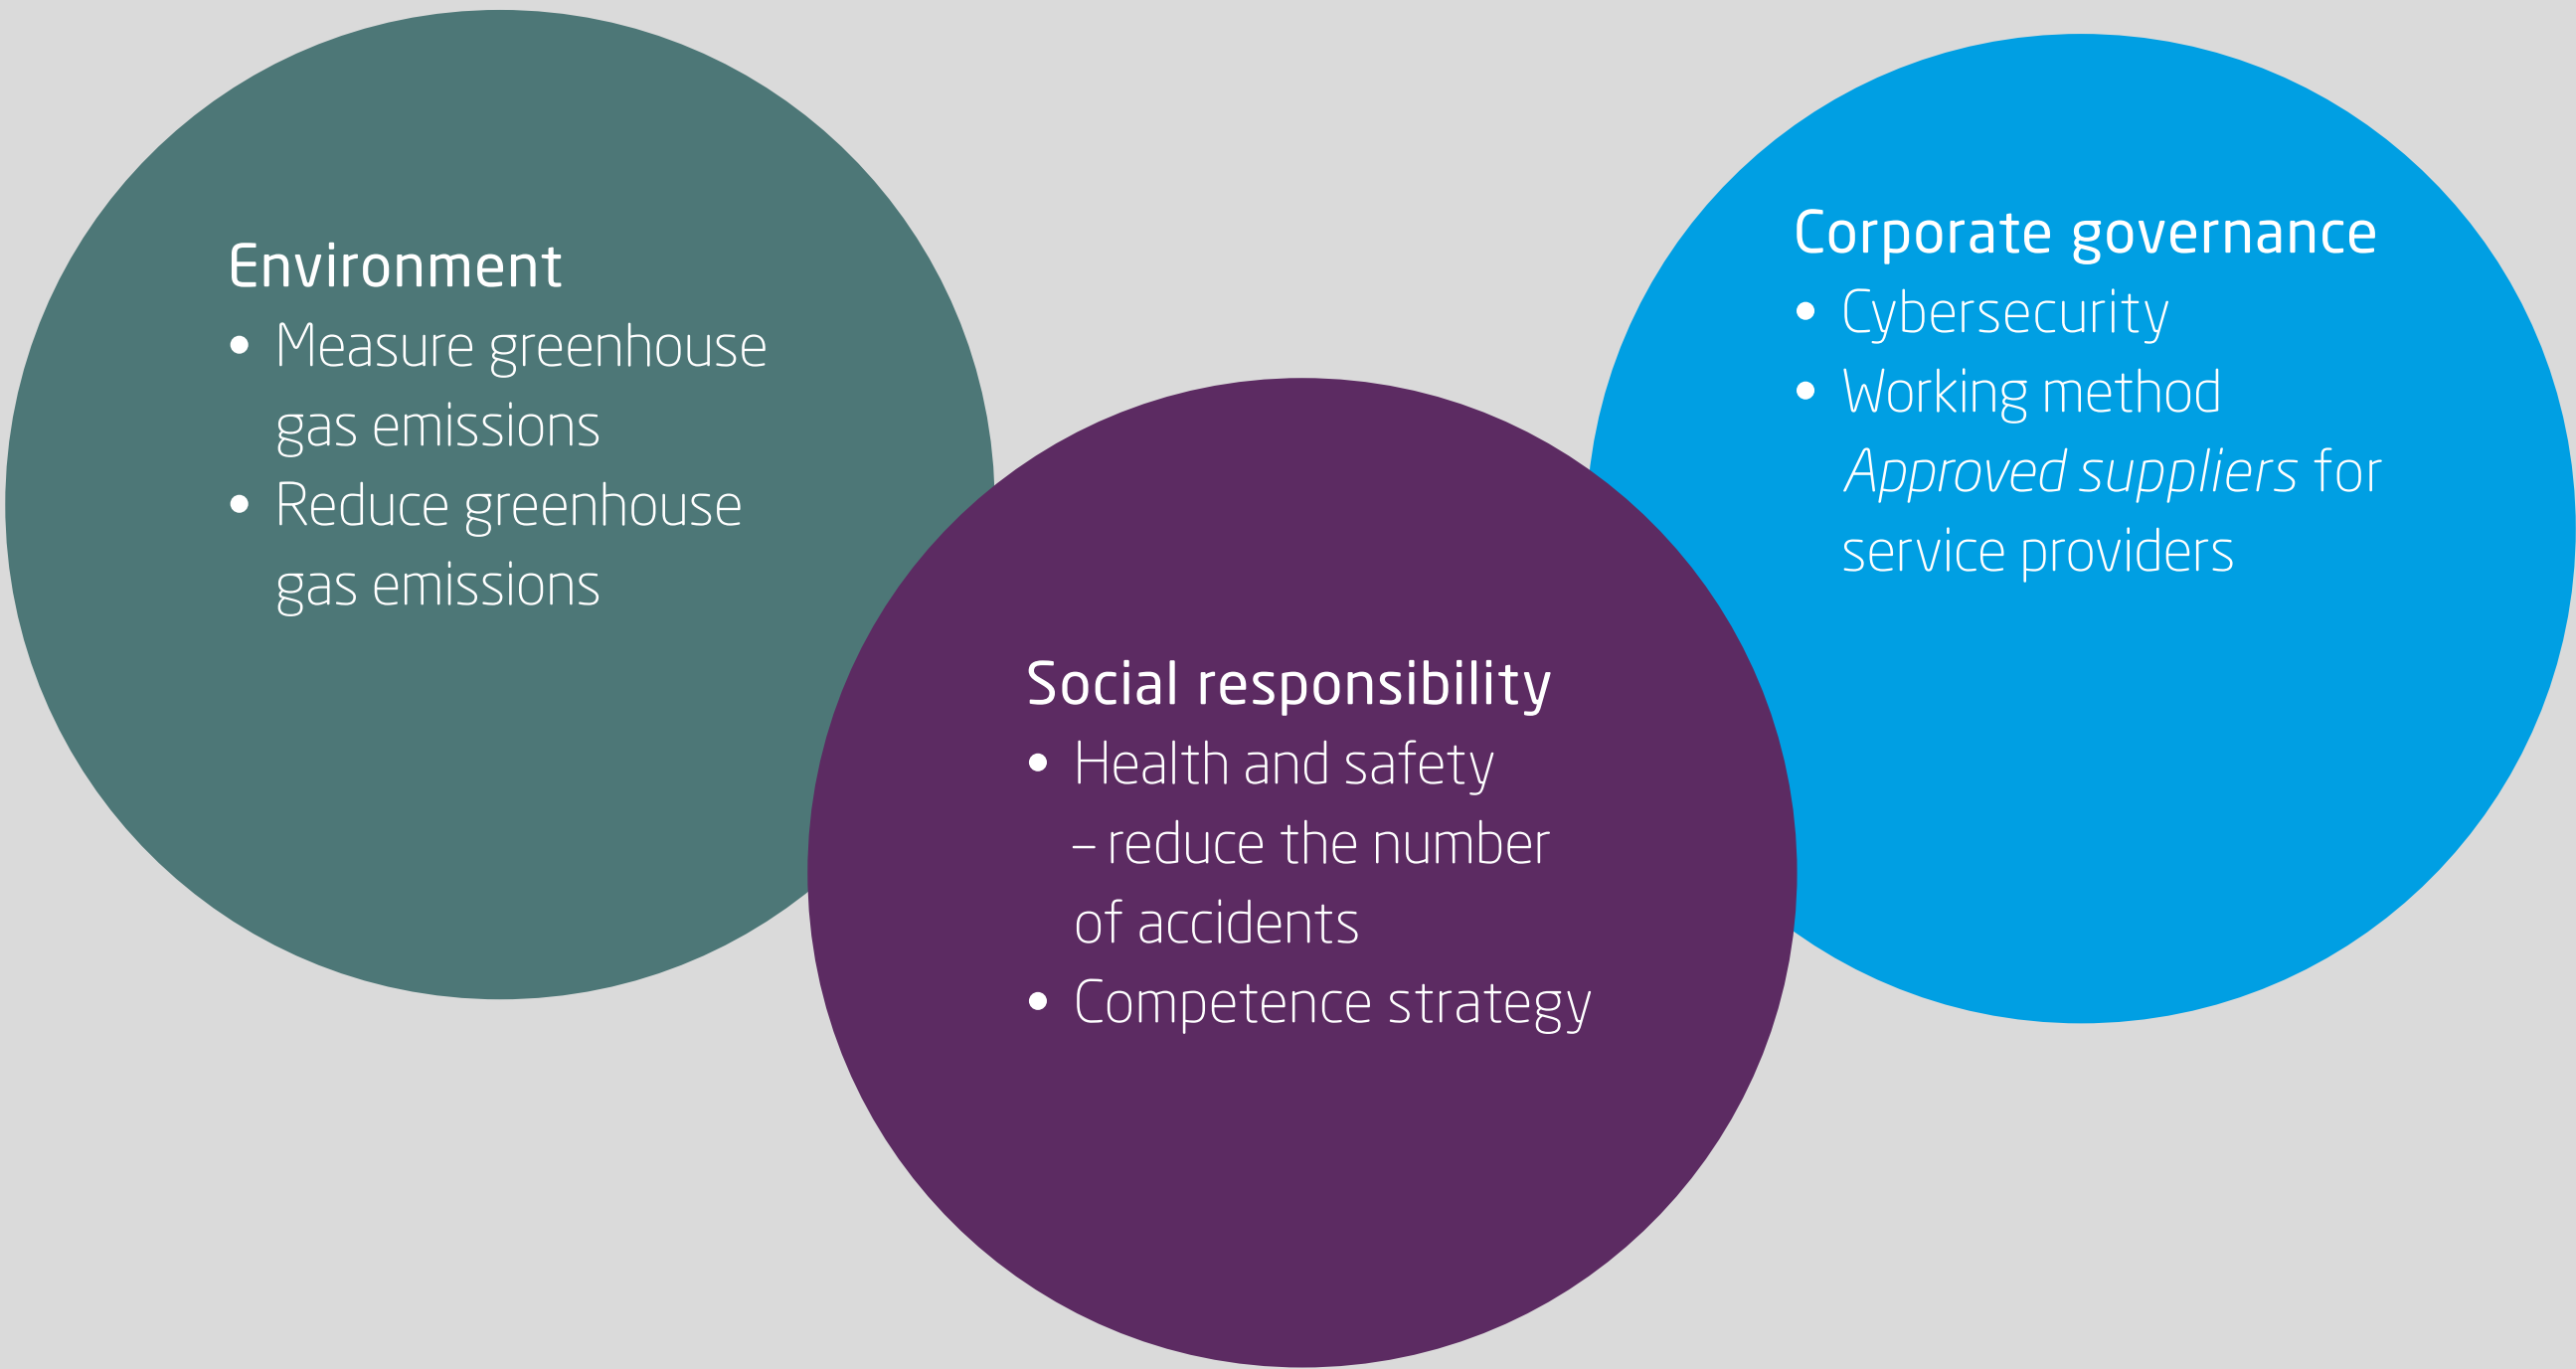 Environment
• Measure greenhouse
gas emissions
• Reduce greenhouse
gas emissions
Social responsibility
• Health and safety
– reduce the number
of accidents
• Competence strategy
Corporate governance
• Cybersecurity
• Working method
Approved suppliers for
service providers